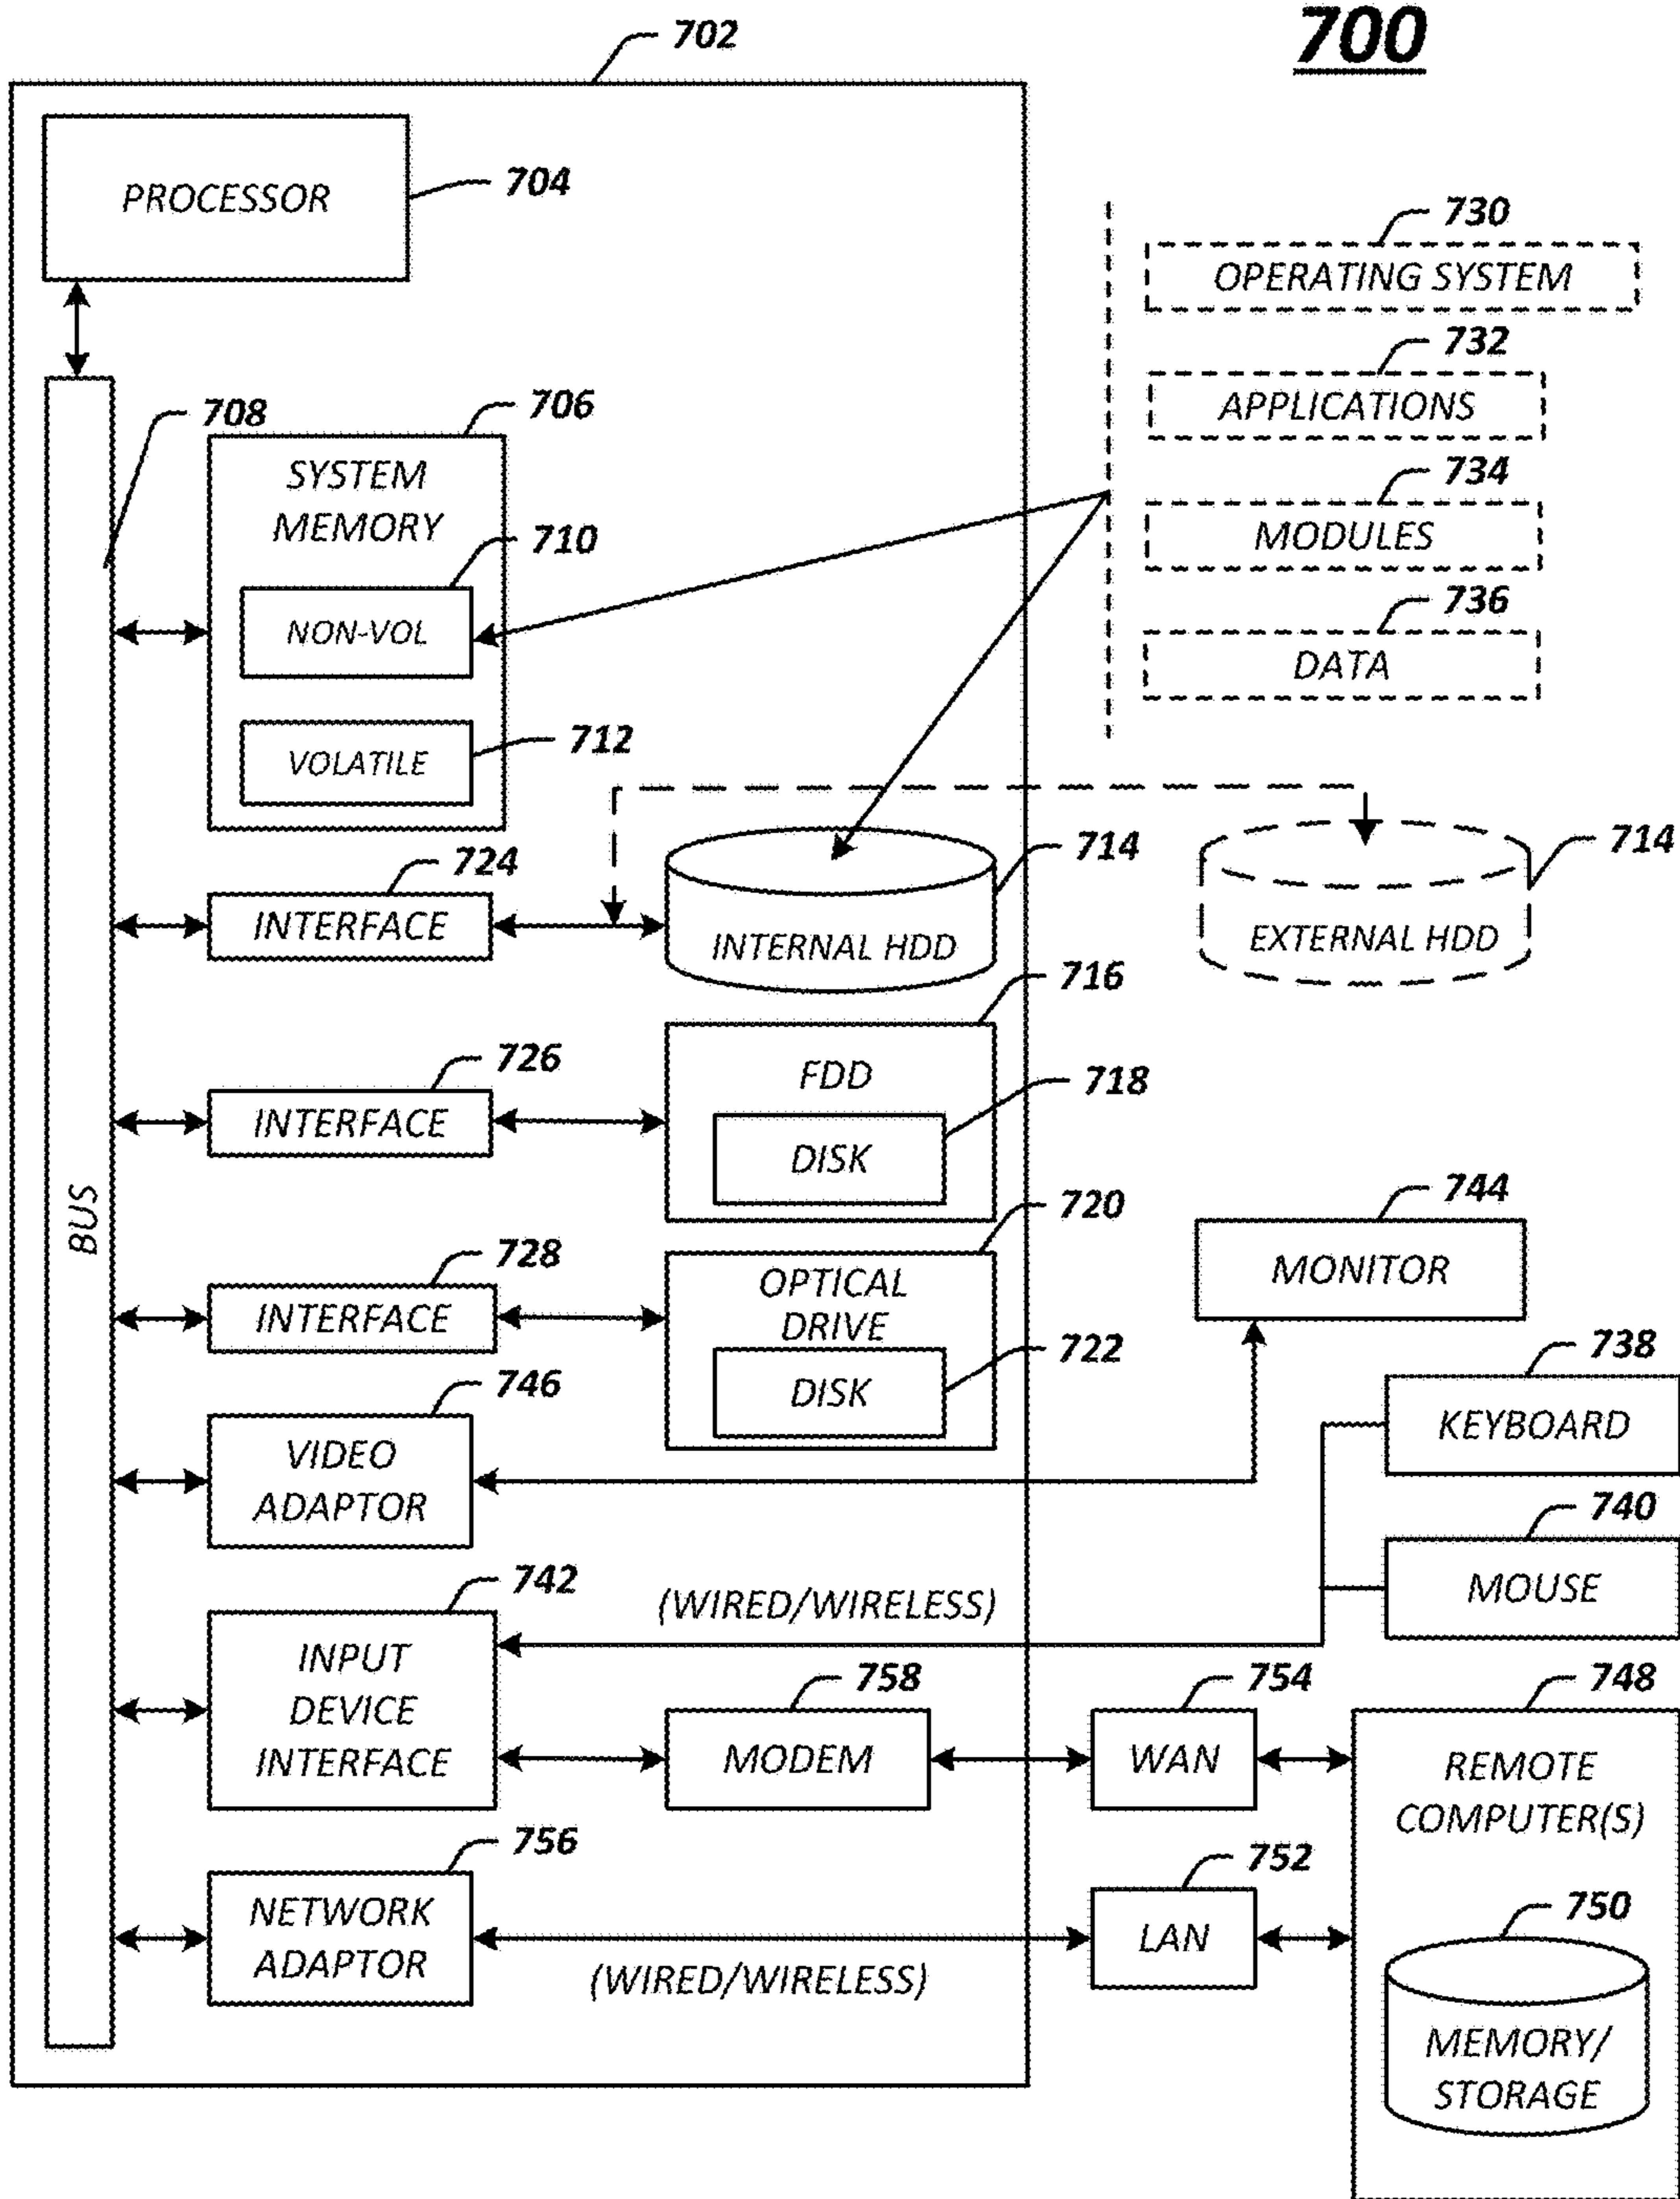 700
702
PROCESSOR
704
730
OPERATING SYSTEM
732
APPLICATIONS
734
MODULES
736
DATA
708
706
SYSTEM
MEMORY
710
NON-VOL
712
VOLATILE
724
INTERFACE
714
INTERNAL HDD
714
EXTERNAL HDD
716
FDD
718
DISK
726
INTERFACE
BUS
720
OPTICAL
DRIVE
722
DISK
728
INTERFACE
744
MONITOR
746
VIDEO
ADAPTOR
738
KEYBOARD
740
MOUSE
742
INPUT
DEVICE
INTERFACE
(WIRED/WIRELESS)
758
MODEM
754
WAN
748
REMOTE
COMPUTER(S)
756
NETWORK
ADAPTOR
(WIRED/WIRELESS)
752
LAN
750
MEMORY/
STORAGE